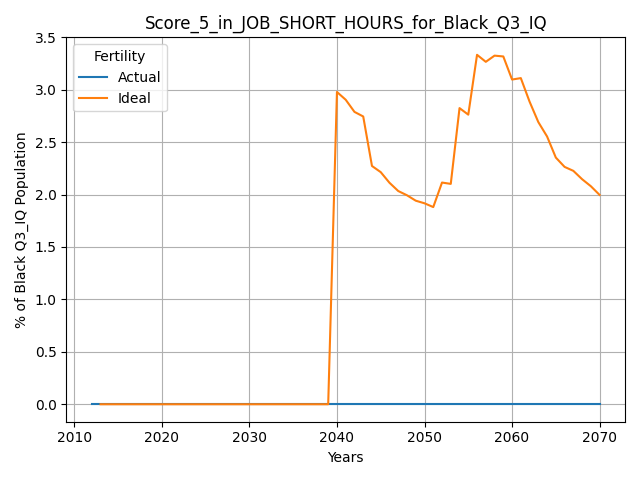 Score_5_in_JOB_SHORT_HOURS_for_Black_Q3_IQ
Fertility
Actual
Ideal
% of Black Q3_IQ Population
3.5
3.0
2.5
2.0
1.5
1.0
0.5
0.0
2010 2020 2030 2040 2050 2060 2070
Years